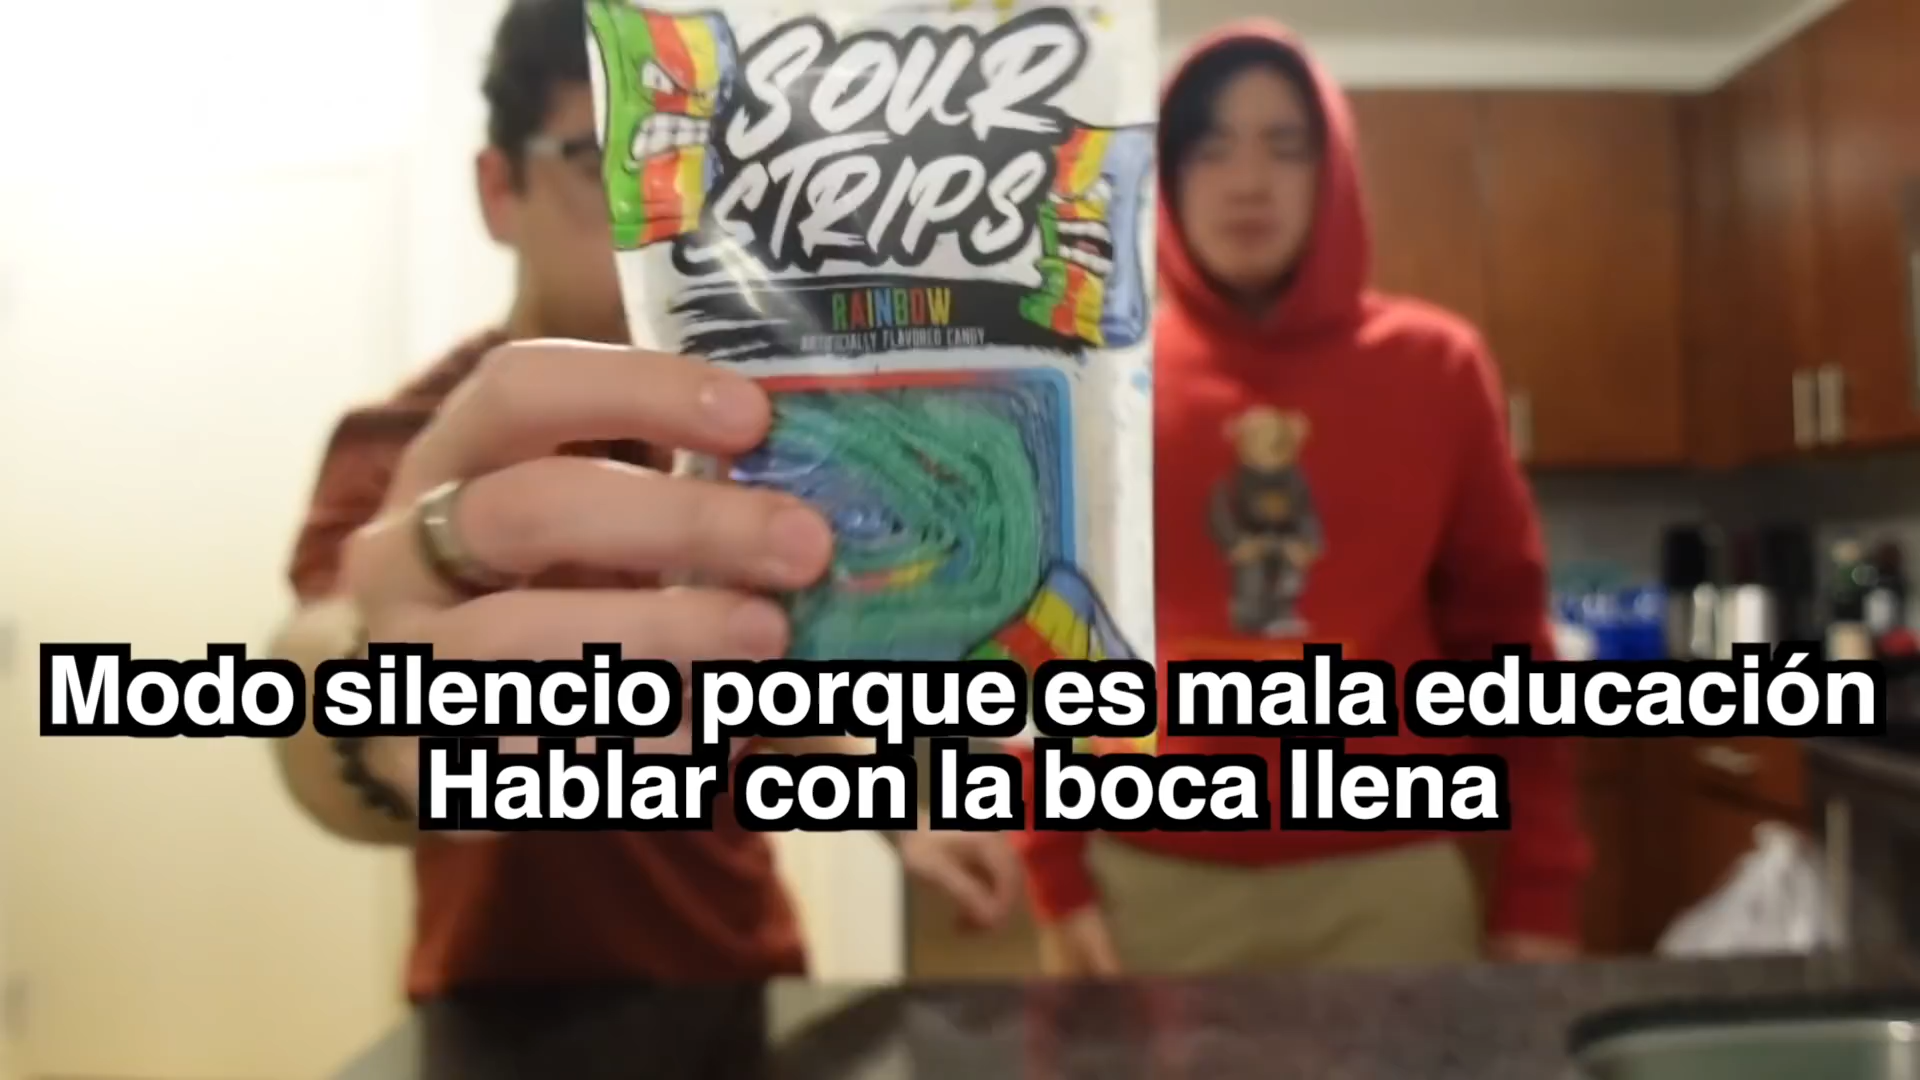 SOUR
STRIPS
RAINBOW
ARTIFICIALLY FLAVORED CANDY
Modo silencio porque es mala educación
Hablar con la boca llena